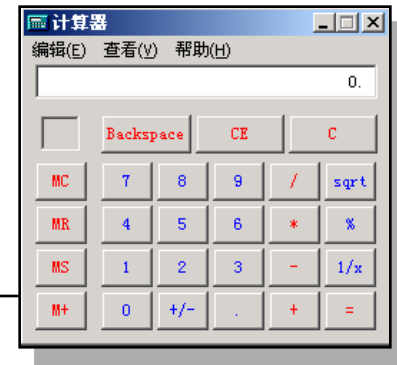 计算器
编辑(E) 查看(V) 帮助(H)
0.
Backspace CE C
MC 7 8 9 / sqrt
MR 4 5 6 * %
MS 1 2 3 - 1/x
M+ 0 +/- . + =